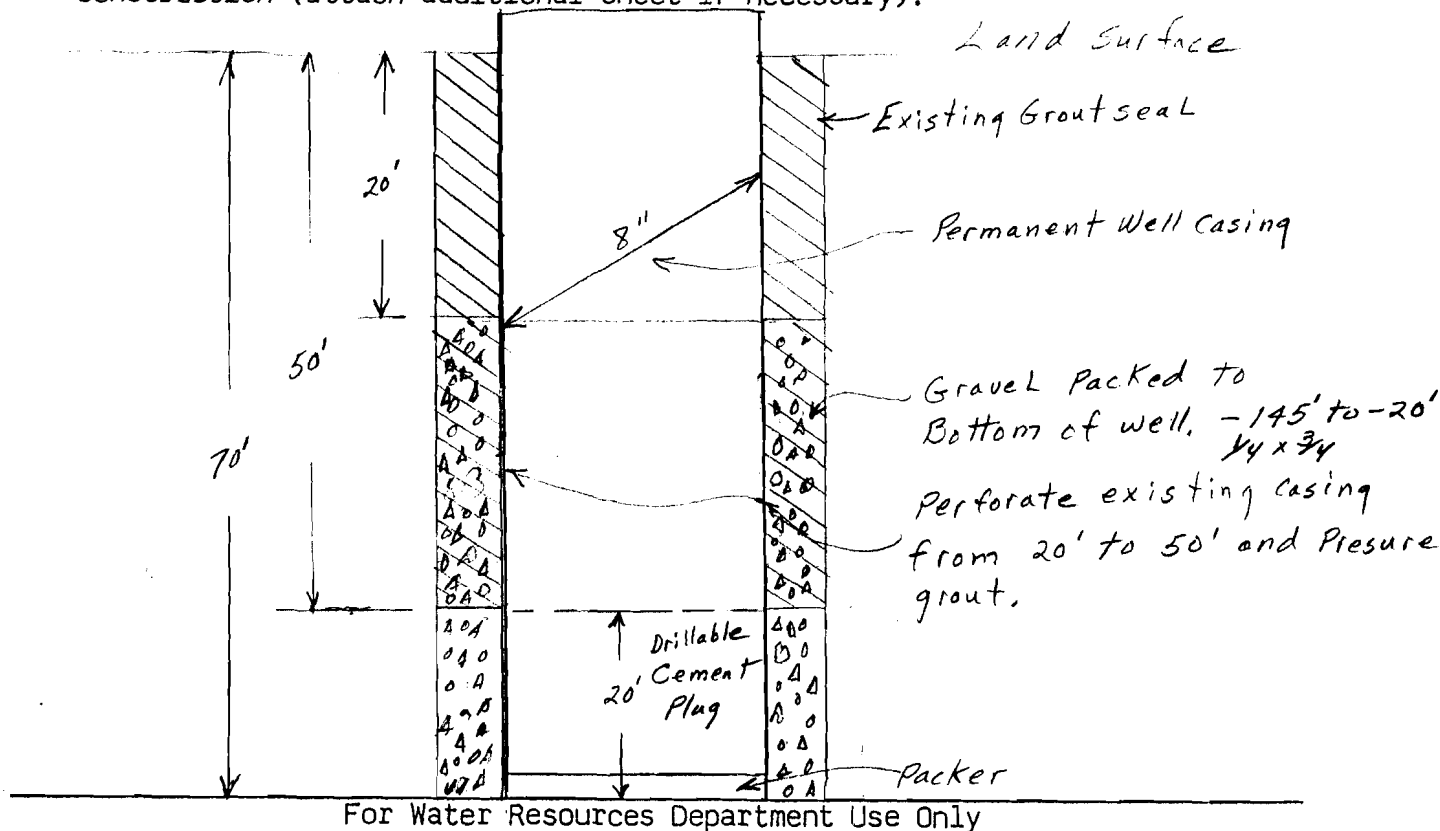 construction (attach additional sheet if necessary).
Land Surface
Existing Grout seal
20'
8"
Permanent Well Casing
50'
70'
Gravel Packed to
Bottom of well. -145' to -20'
1/4 x 3/4
Perforate existing casing
from 20' to 50' and Presure
grout.
Drillable
Cement
Plug
20'
Packer
For Water Resources Department Use Only